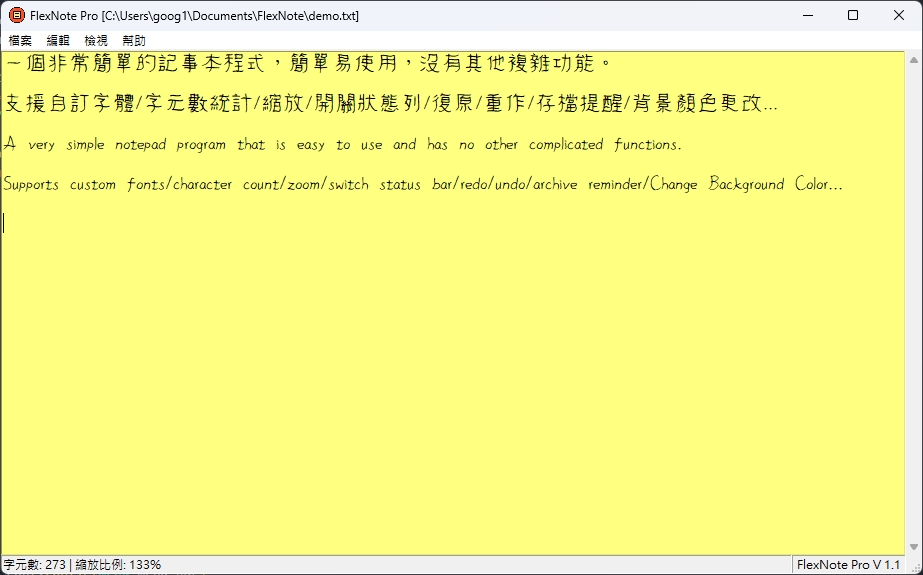 FlexNote Pro [C:\Users\goog1\Documents\FlexNote\demo.txt]
檔案 編輯 檢視 幫助
一個非常簡單的記事本程式，簡單易使用，沒有其他複雜功能。
支援自訂字體/字元數統計/縮放/開關狀態列/復原/重作/存檔提醒/背景顏色更改...
A very simple notepad program that is easy to use and has no other complicated functions.
Supports custom fonts/character count/zoom/switch status bar/redo/undo/archive reminder/Change Background Color...
字元數: 273 | 縮放比例: 133% FlexNote Pro V 1.1